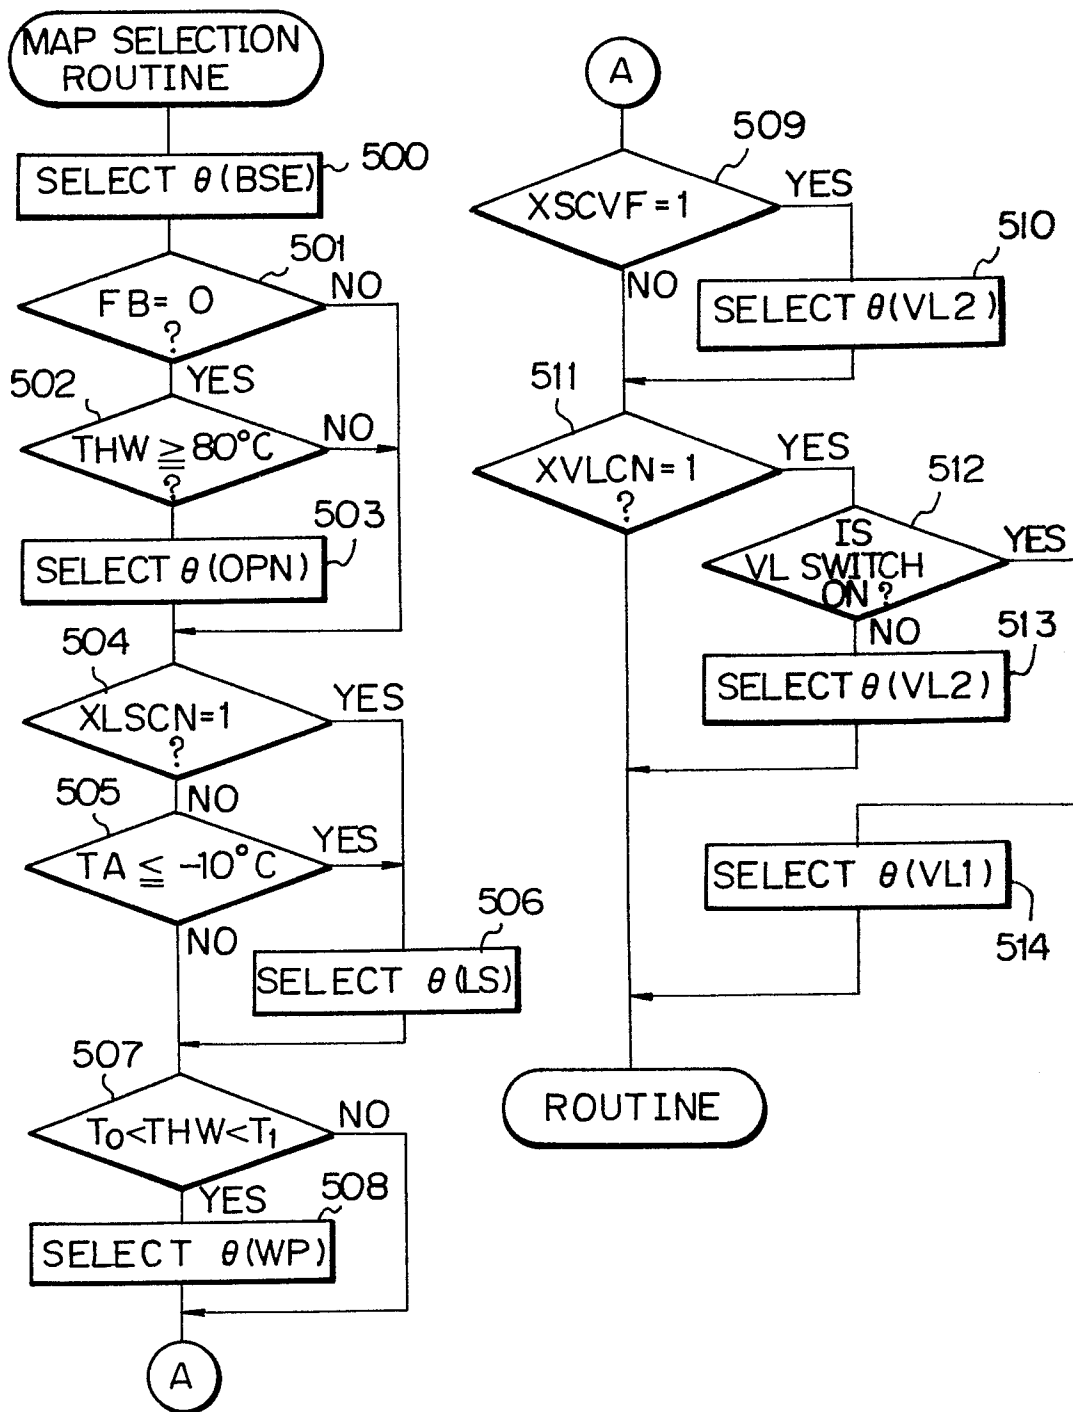 MAP SELECTION
ROUTINE
SELECT θ(BSE)
500
FB= 0
?
501
NO
YES
502
THW ≧ 80°C
?
NO
503
SELECT θ(OPN)
504
XLSCN=1
?
YES
NO
505
TA ≦ -10°C
YES
NO
506
SELECT θ(LS)
507
T0<THW<T1
NO
YES
508
SELECT θ(WP)
A
A
509
XSCVF=1
YES
NO
510
SELECT θ(VL2)
511
XVLCN=1
?
YES
512
IS
VL SWITCH
ON ?
YES
NO
513
SELECT θ(VL2)
SELECT θ(VL1)
514
ROUTINE